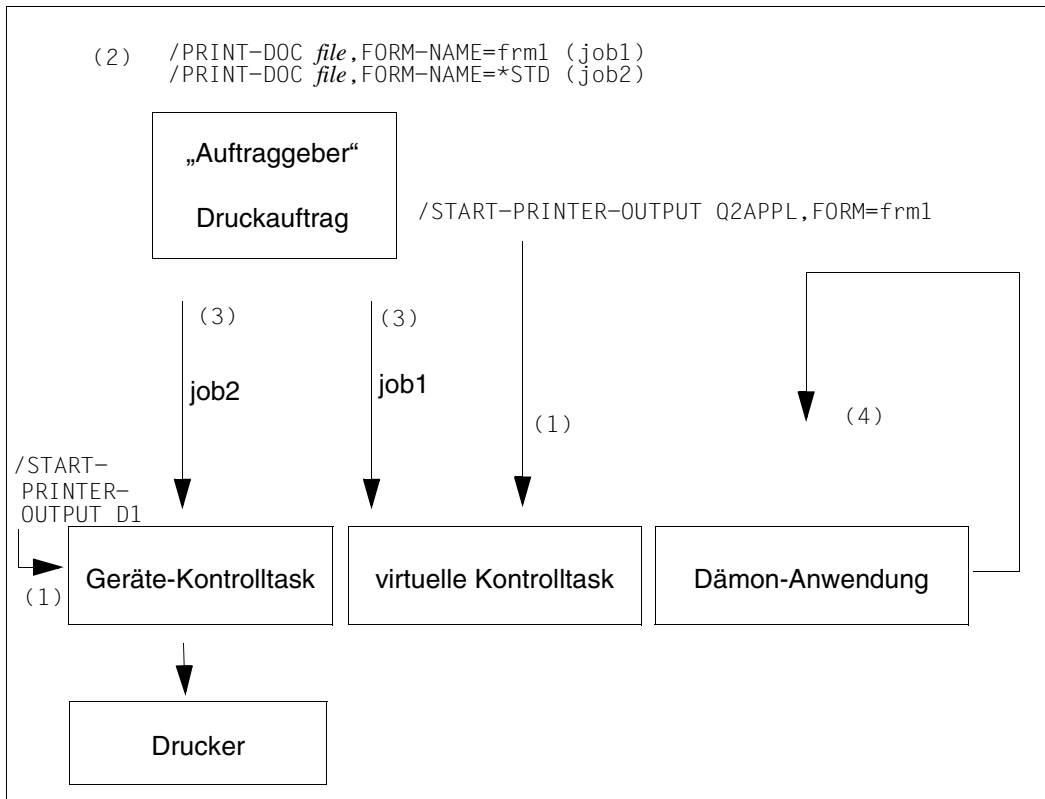 (2) /PRINT-DOC file,FORM-NAME=frm1 (job1)
/PRINT-DOC file,FORM-NAME=*STD (job2)
„Auftraggeber“
Druckauftrag
/START-PRINTER-OUTPUT Q2APPL,FORM=frm1
(3)
(3)
job2
job1
(1)
(4)
/START-
PRINTER-
OUTPUT D1
(1)
Geräte-Kontrolltask
virtuelle Kontrolltask
Dämon-Anwendung
Drucker